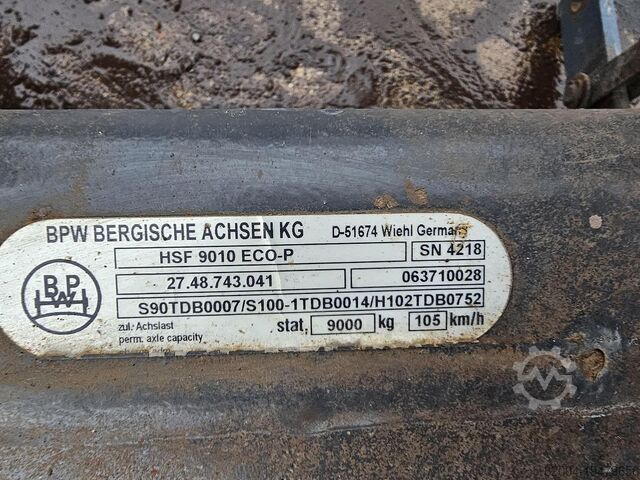 BPW BERGISCHE ACHSEN KG D-51674 Wiehl Germany
HSF 9010 ECO-P SN 4218
27.48.743.041 063710028
S90TDB0007/S100-1TDB0014/H102TDB0752
BPW
zul. Achslast
perm. axle capacity
stat, 9000 kg 105 km/h